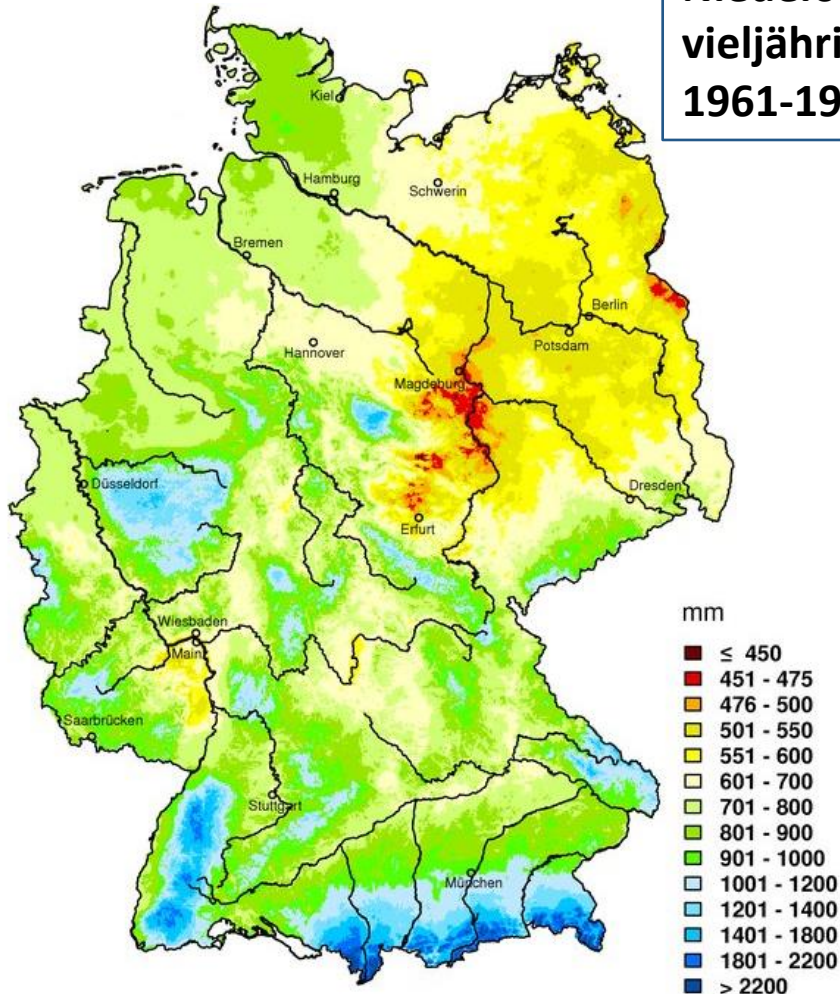 vieljähri
1961-19
Kiel
Hamburg
Schwerin
Bremen
Berlin
Hannover
Potsdam
Magdeburg
Düsseldorf
Dresden
Erfurt
Wiesbaden
Main
Saarbrücken
Stuttgart
München
mm
≤ 450
451 - 475
476 - 500
501 - 550
551 - 600
601 - 700
701 - 800
801 - 900
901 - 1000
1001 - 1200
1201 - 1400
1401 - 1800
1801 - 2200
> 2200